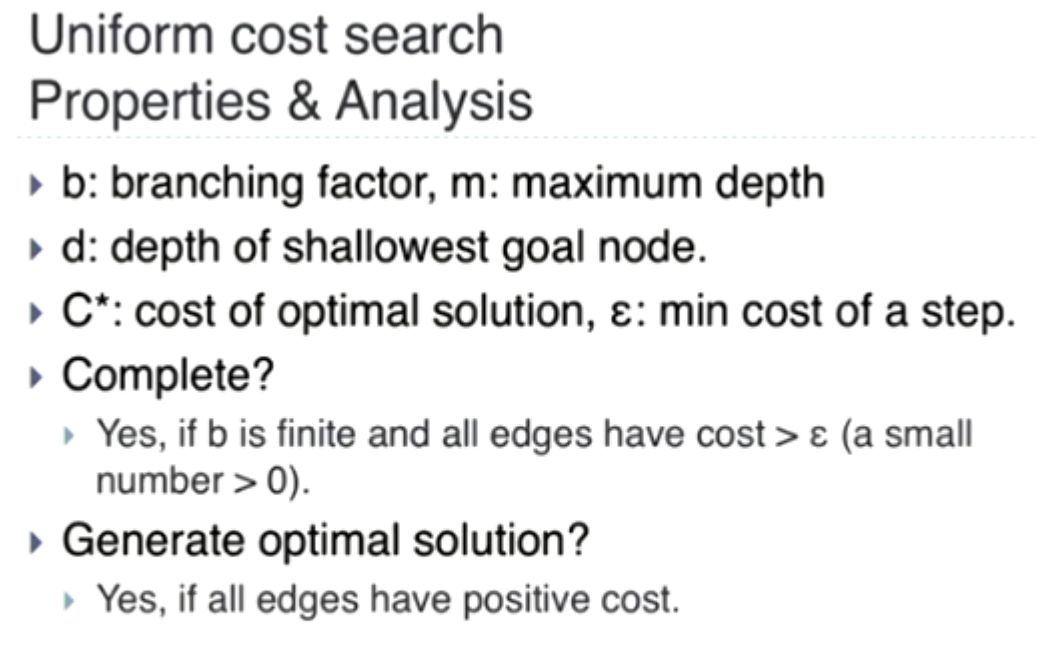 Uniform cost search
Properties & Analysis
b: branching factor, m: maximum depth
d: depth of shallowest goal node.
C*: cost of optimal solution, ε: min cost of a step.
Complete?
Yes, if b is finite and all edges have cost > ε (a small
number > 0).
Generate optimal solution?
Yes, if all edges have positive cost.